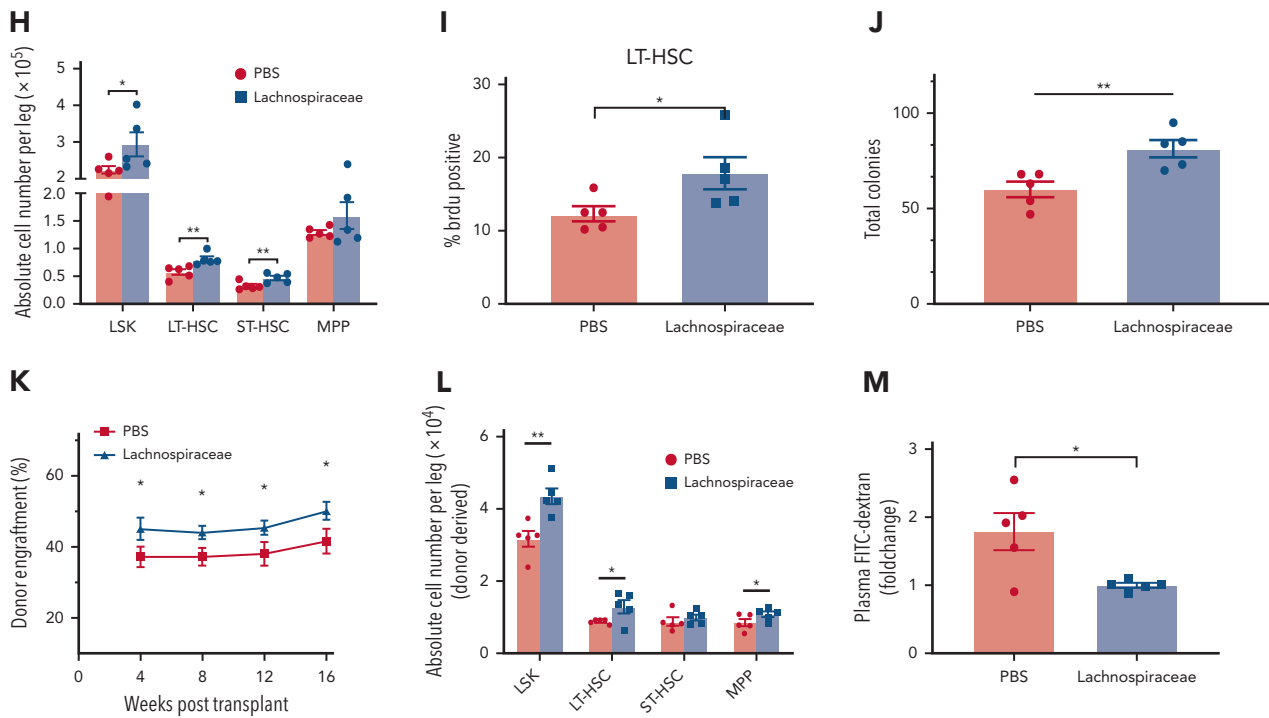 H
Absolute cell number per leg (× 10⁵)
5
4
3
2
2.0
1.5
1.0
0.5
0.0
PBS
Lachnospiraceae
*
**
**
LSK
LT-HSC
ST-HSC
MPP
I
LT-HSC
% brdu positive
30
20
10
0
*
PBS
Lachnospiraceae
J
Total colonies
100
50
0
**
PBS
Lachnospiraceae
K
PBS
Lachnospiraceae
Donor engraftment (%)
60
40
20
*
*
*
*
0
4
8
12
16
Weeks post transplant
L
Absolute cell number per leg (× 10⁴)
(donor derived)
6
4
2
0
PBS
Lachnospiraceae
**
*
*
LSK
LT-HSC
ST-HSC
MPP
M
Plasma FITC-dextran
(foldchange)
3
2
1
0
*
PBS
Lachnospiraceae